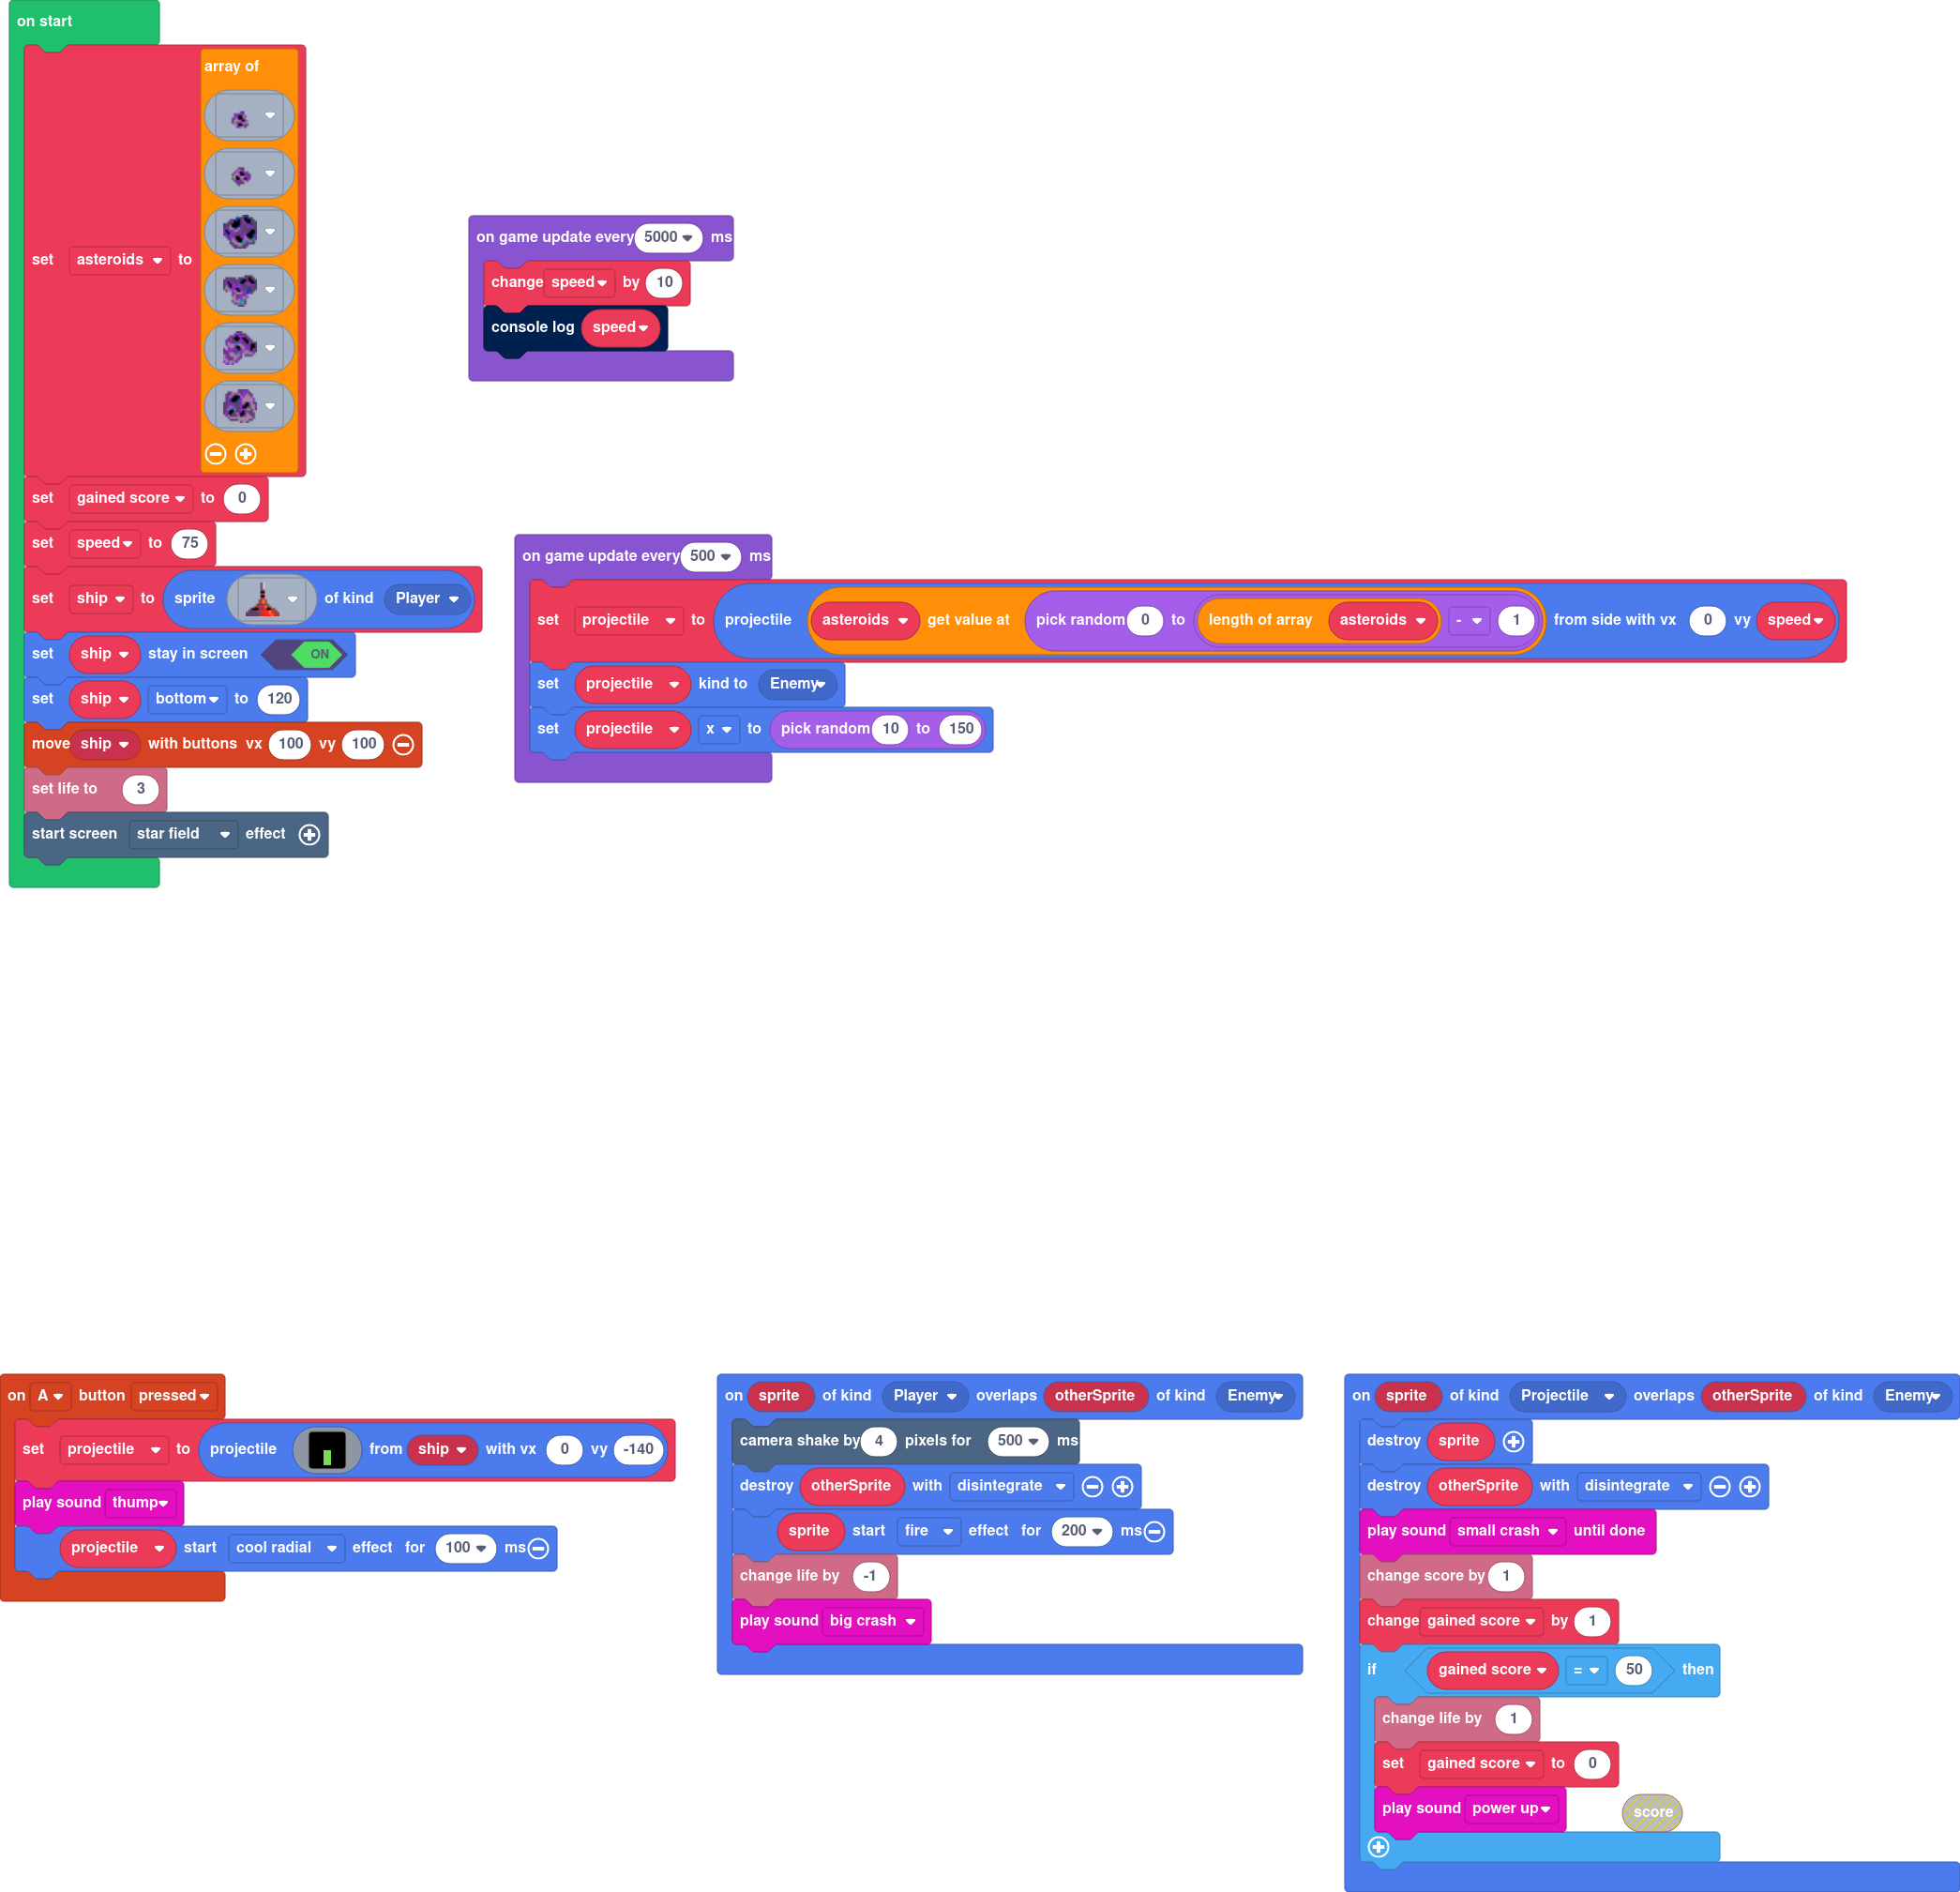 on start
array of
set asteroids to
set gained score to 0
set speed to 75
set ship to sprite of kind Player
set ship stay in screen ON
set ship bottom to 120
move ship with buttons vx 100 vy 100
set life to 3
start screen star field effect
on game update every 5000 ms
change speed by 10
console log speed
on game update every 500 ms
set projectile to projectile asteroids get value at pick random 0 to length of array asteroids - 1 from side with vx 0 vy speed
set projectile kind to Enemy
set projectile x to pick random 10 to 150
on A button pressed
set projectile to projectile from ship with vx 0 vy -140
play sound thump
projectile start cool radial effect for 100 ms
on sprite of kind Player overlaps otherSprite of kind Enemy
camera shake by 4 pixels for 500 ms
destroy otherSprite with disintegrate
sprite start fire effect for 200 ms
change life by -1
play sound big crash
on sprite of kind Projectile overlaps otherSprite of kind Enemy
destroy sprite
destroy otherSprite with disintegrate
play sound small crash until done
change score by 1
change gained score by 1
if gained score = 50 then
change life by 1
set gained score to 0
play sound power up
score